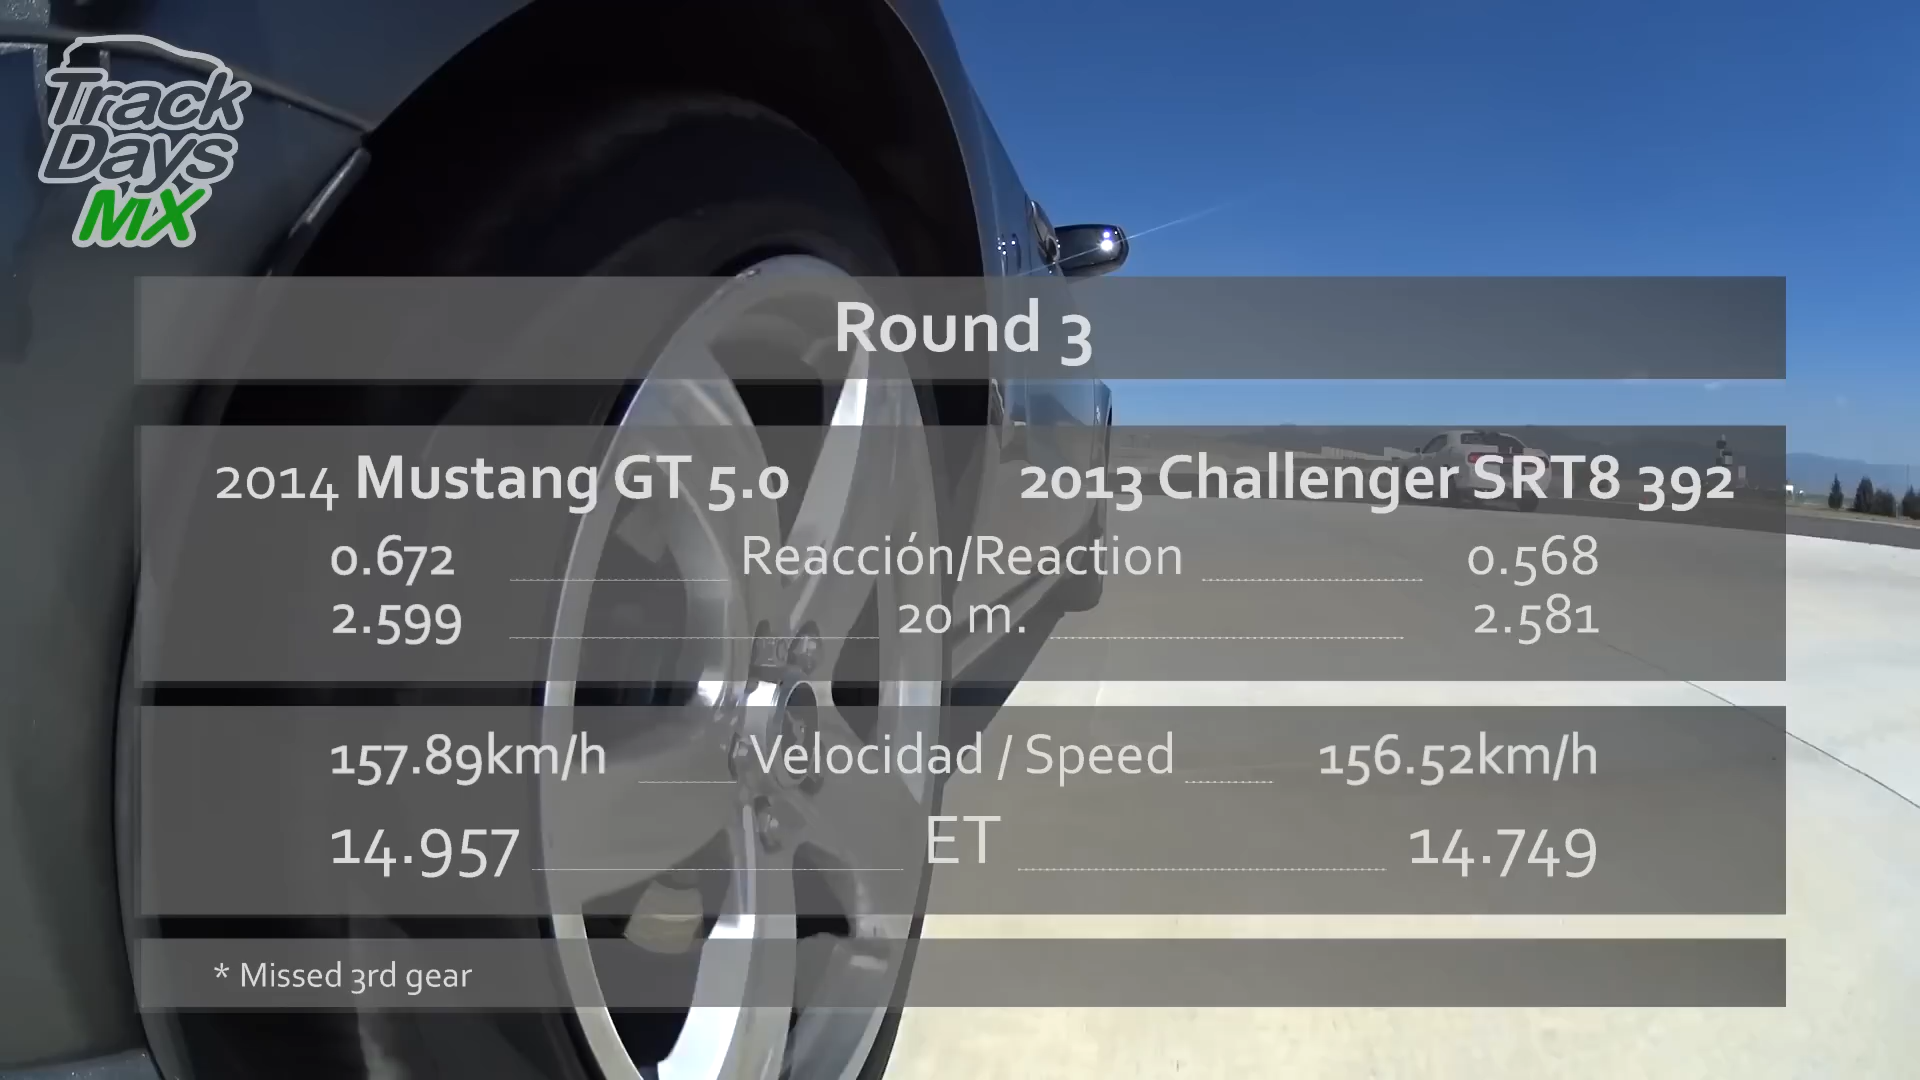 Track
Days
MX
Round 3
2014 Mustang GT 5.0 2013 Challenger SRT8 392
0.672 Reacción/Reaction 0.568
2.599 20 m. 2.581
157.89km/h Velocidad / Speed 156.52km/h
14.957 ET 14.749
* Missed 3rd gear